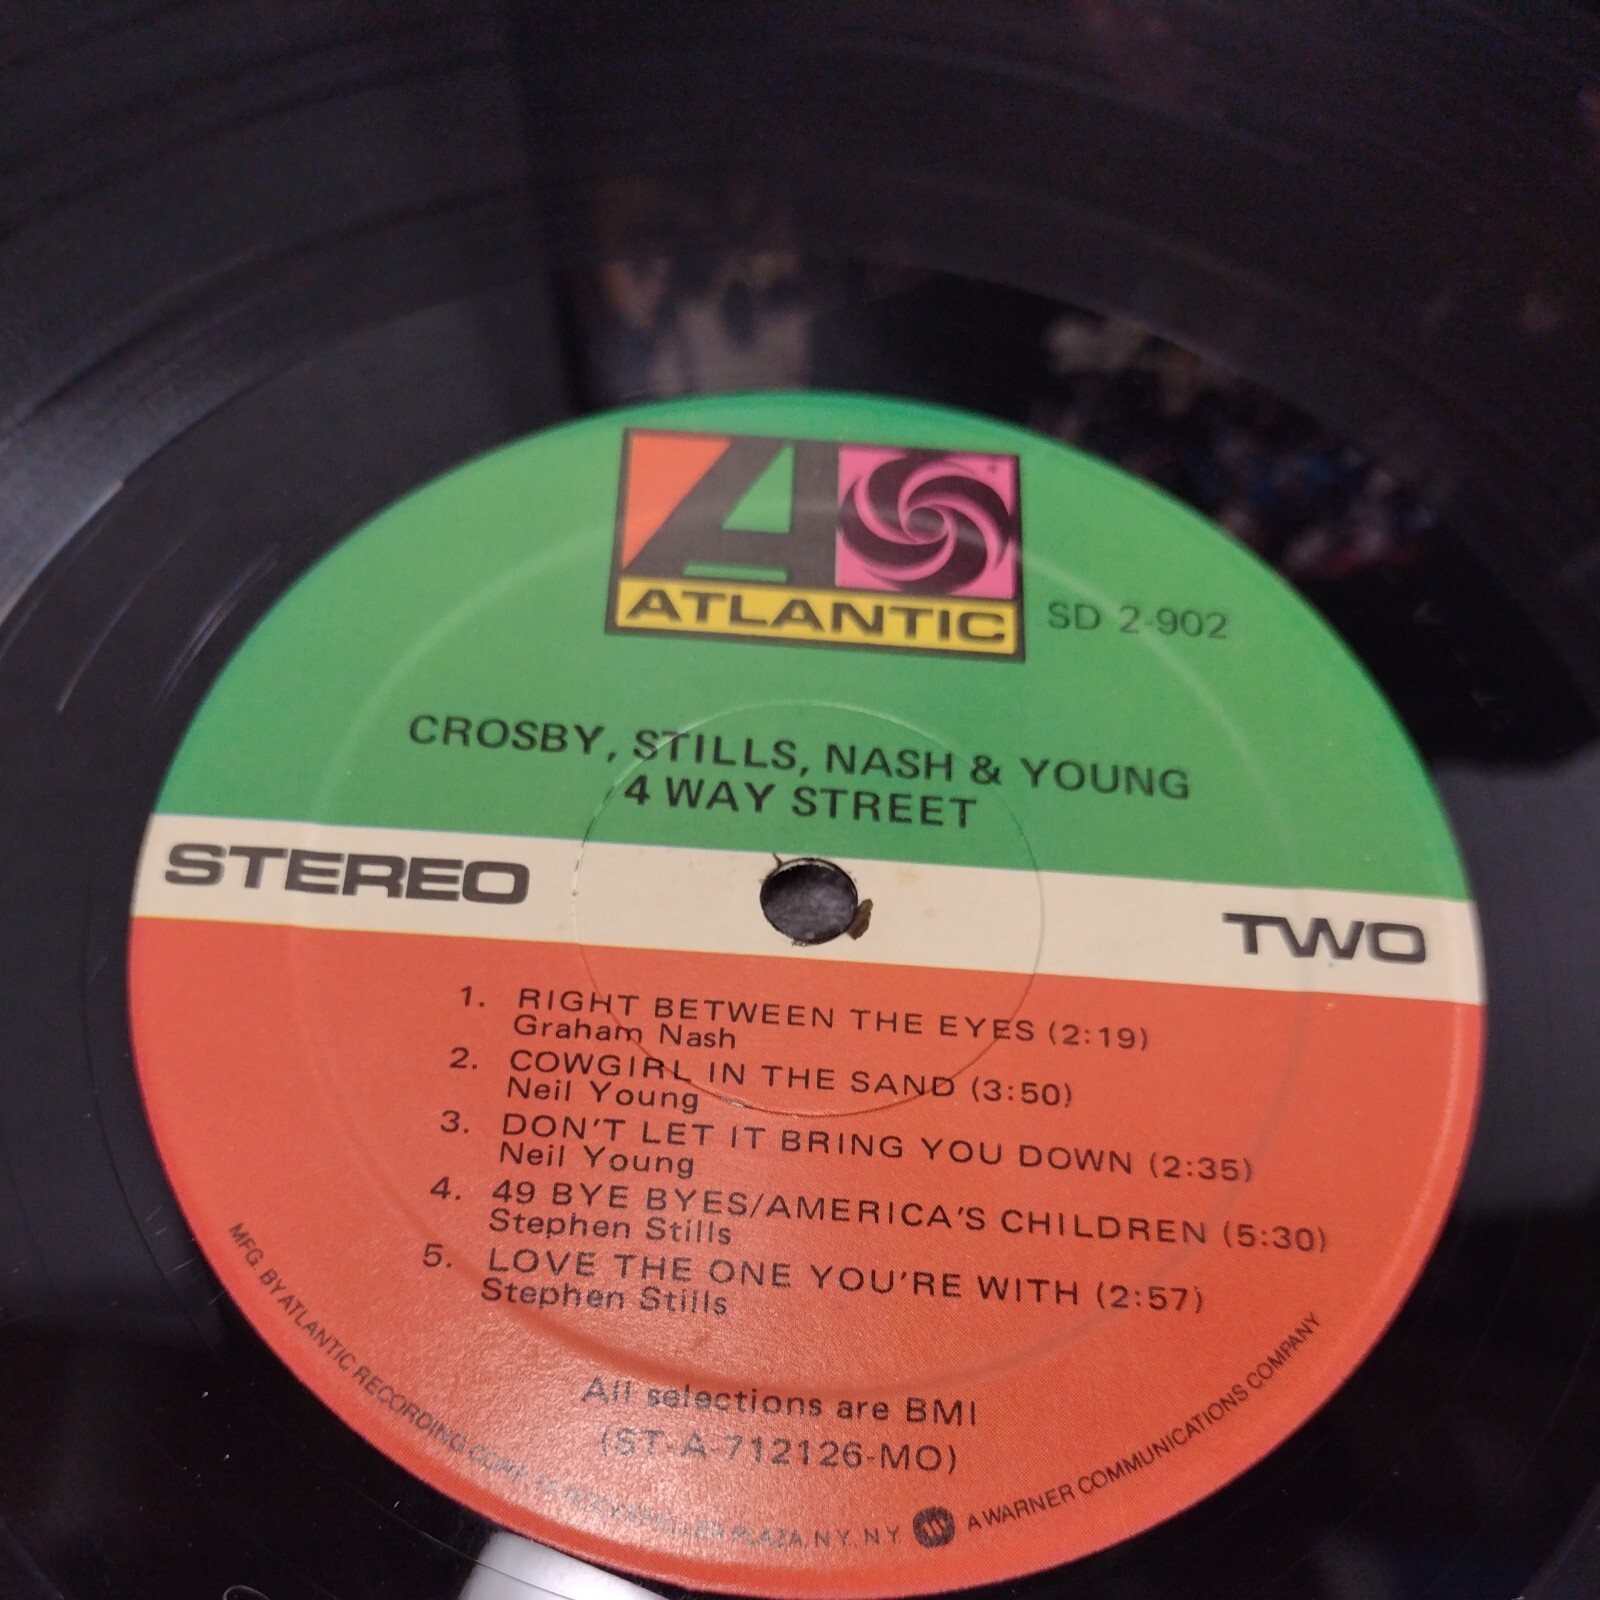 ATLANTIC
SD 2-902
CROSBY, STILLS, NASH & YOUNG
4 WAY STREET
STEREO
TWO
1. RIGHT BETWEEN THE EYES (2:19)
Graham Nash
2. COWGIRL IN THE SAND (3:50)
Neil Young
3. DON'T LET IT BRING YOU DOWN (2:35)
Neil Young
4. 49 BYE BYES/AMERICA'S CHILDREN (5:30)
Stephen Stills
5. LOVE THE ONE YOU'RE WITH (2:57)
Stephen Stills
All selections are BMI
(ST-A-712126-MO)
MFG. BY ATLANTIC RECORDING CORP., ROCKEFELLER PLAZA, N.Y., N.Y. A WARNER COMMUNICATIONS COMPANY